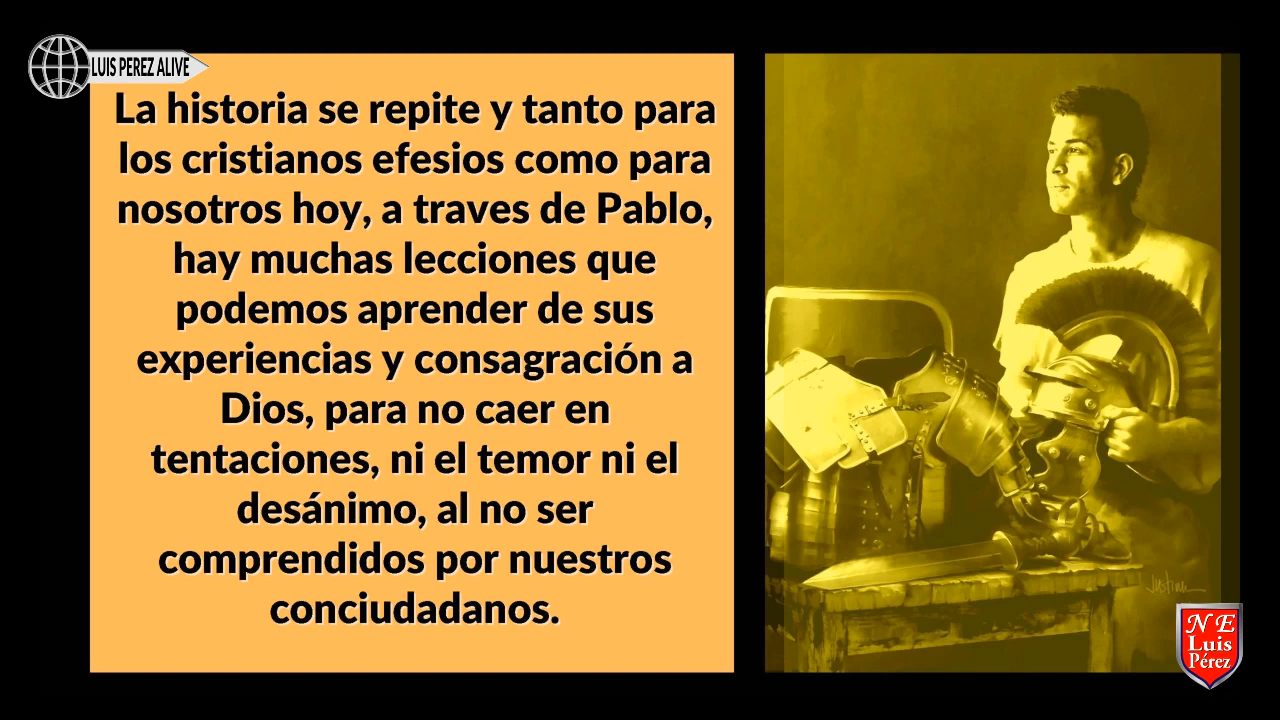 LUIS PEREZ ALIVE
La historia se repite y tanto para
los cristianos efesios como para
nosotros hoy, a traves de Pablo,
hay muchas lecciones que
podemos aprender de sus
experiencias y consagración a
Dios, para no caer en
tentaciones, ni el temor ni el
desánimo, al no ser
comprendidos por nuestros
conciudadanos.
N E
Luis
Pérez